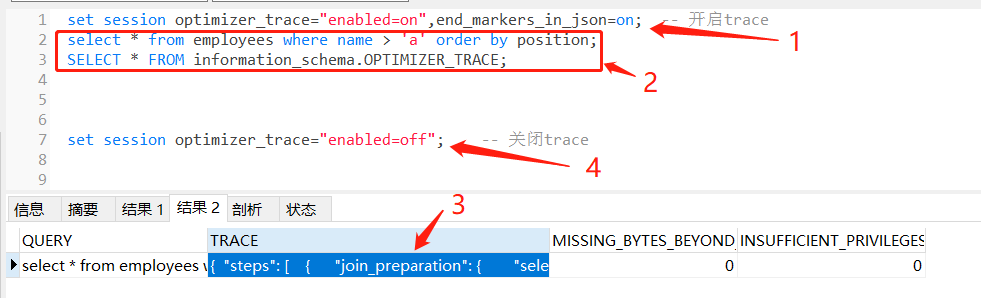 1 set session optimizer_trace="enabled=on",end_markers_in_json=on; -- 开启trace
1
2 select * from employees where name > 'a' order by position;
3 SELECT * FROM information_schema.OPTIMIZER_TRACE;
2
4
5
6
7 set session optimizer_trace="enabled=off"; -- 关闭trace
4
8
9
信息 摘要 结果 1 结果 2 剖析 状态
3
QUERY TRACE MISSING_BYTES_BEYOND_ INSUFFICIENT_PRIVILEGES
select * from employees w { "steps": [ { "join_preparation": { "sele 0 0